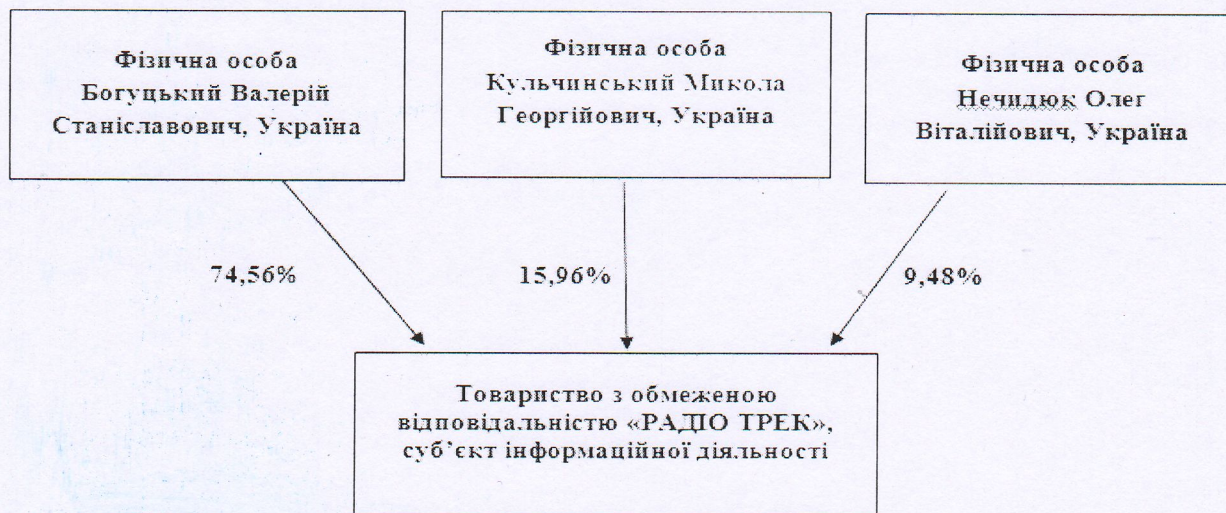 Фізична особа
Богуцький Валерій
Станіславович, Україна
Фізична особа
Кульчинський Микола
Георгійович, Україна
Фізична особа
Нечидюк Олег
Віталійович, Україна
74,56%
15,96%
9,48%
Товариство з обмеженою
відповідальністю «РАДІО ТРЕК»,
суб’єкт інформаційної діяльності